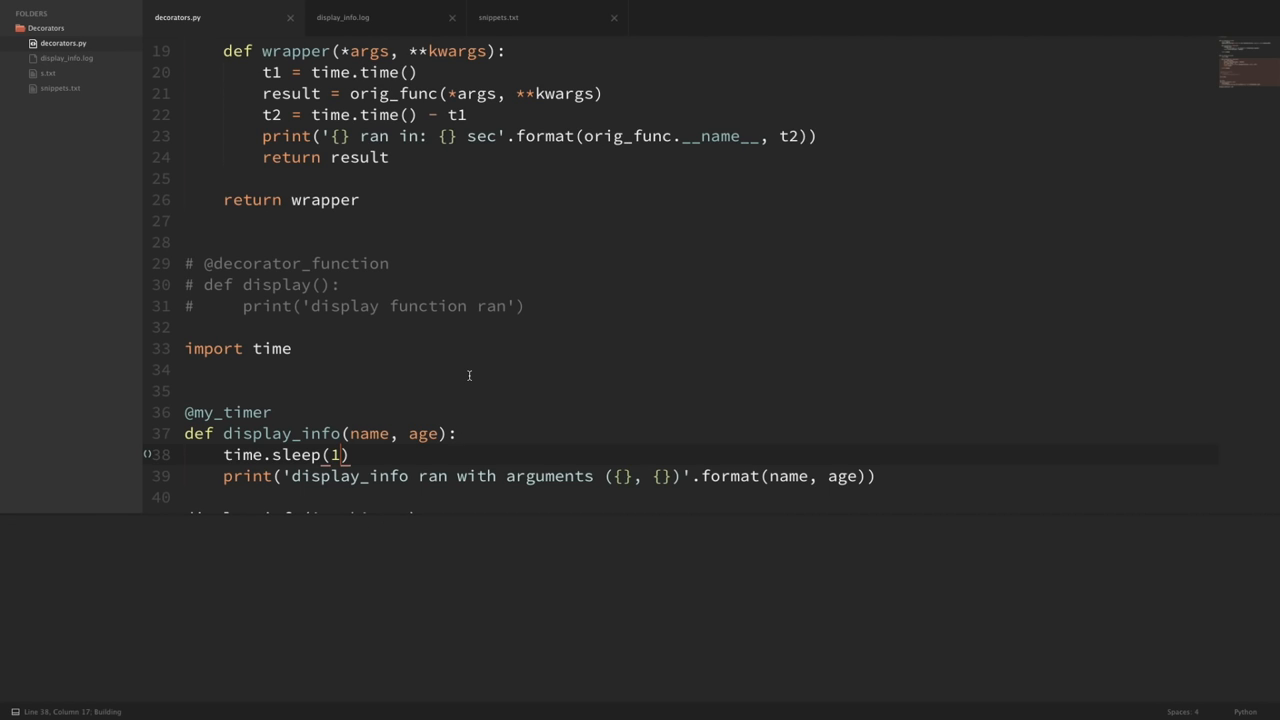 FOLDERS
Decorators
decorators.py
display_info.log
s.txt
snippets.txt
decorators.py display_info.log snippets.txt
19 def wrapper(*args, **kwargs):
20 t1 = time.time()
21 result = orig_func(*args, **kwargs)
22 t2 = time.time() - t1
23 print('{} ran in: {} sec'.format(orig_func.__name__, t2))
24 return result
25
26 return wrapper
27
28
29 # @decorator_function
30 # def display():
31 #     print('display function ran')
32
33 import time
34
35
36 @my_timer
37 def display_info(name, age):
38 time.sleep(1)
39 print('display_info ran with arguments ({}, {})'.format(name, age))
40
Line 38, Column 17; Building Spaces: 4 Python